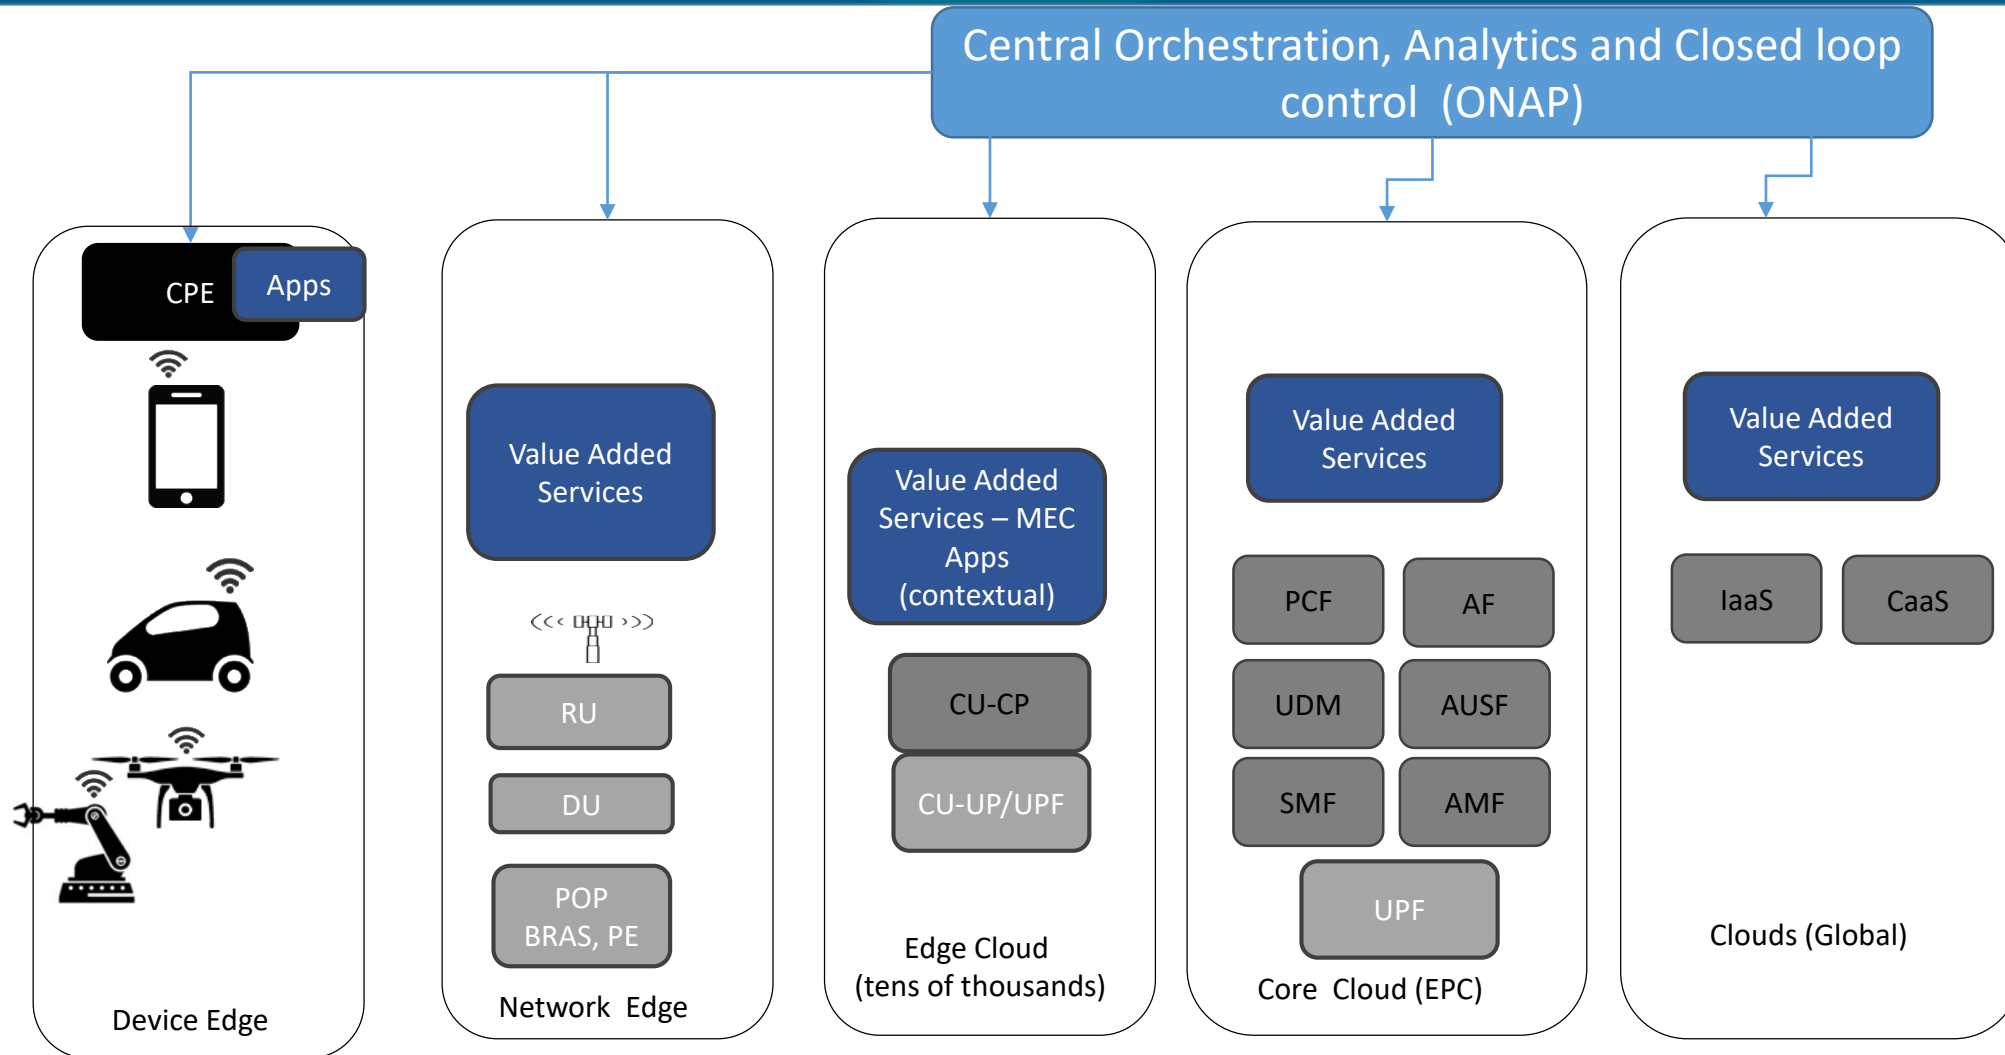 Central Orchestration, Analytics and Closed loop
control (ONAP)
CPE
Apps
Device Edge
Value Added
Services
RU
DU
POP
BRAS, PE
Network Edge
Value Added
Services – MEC
Apps
(contextual)
CU-CP
CU-UP/UPF
Edge Cloud
(tens of thousands)
Value Added
Services
PCF
AF
UDM
AUSF
SMF
AMF
UPF
Core Cloud (EPC)
Value Added
Services
IaaS
CaaS
Clouds (Global)